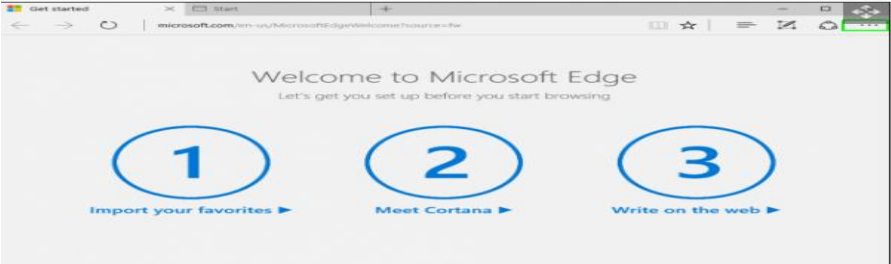 Get started
Start
microsoft.com/en-us/MicrosoftEdgeWelcome?source=fw
Welcome to Microsoft Edge
Let's get you set up before you start browsing
1
2
3
Import your favorites
Meet Cortana
Write on the web